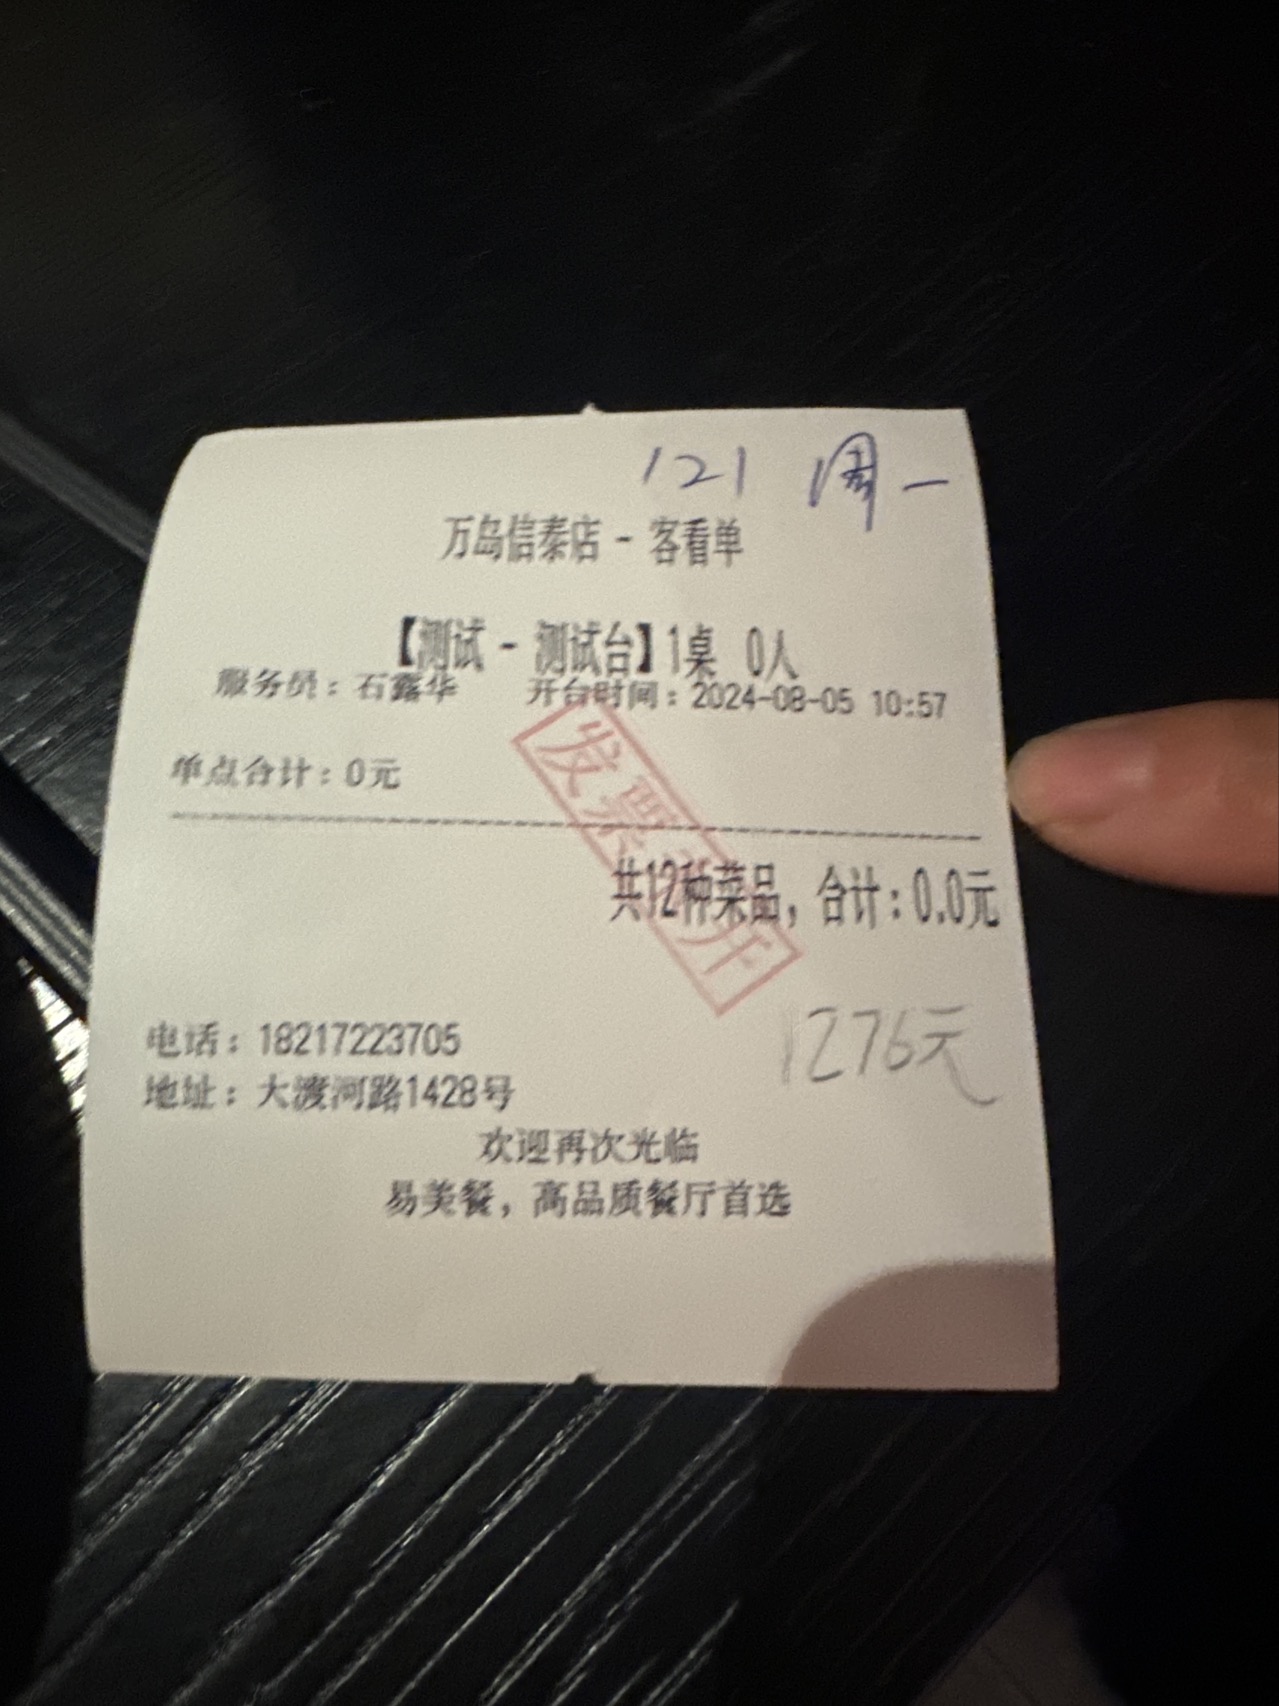 121 周一
万岛信泰店 - 客看单
【测试 - 测试台】1桌 0人
服务员：石露华 开台时间：2024-08-05 10:57
单点合计：0元
发票已开
共12种菜品，合计：0.0元
1276元
电话：18217223705
地址：大渡河路1428号
欢迎再次光临
易美餐，高品质餐厅首选